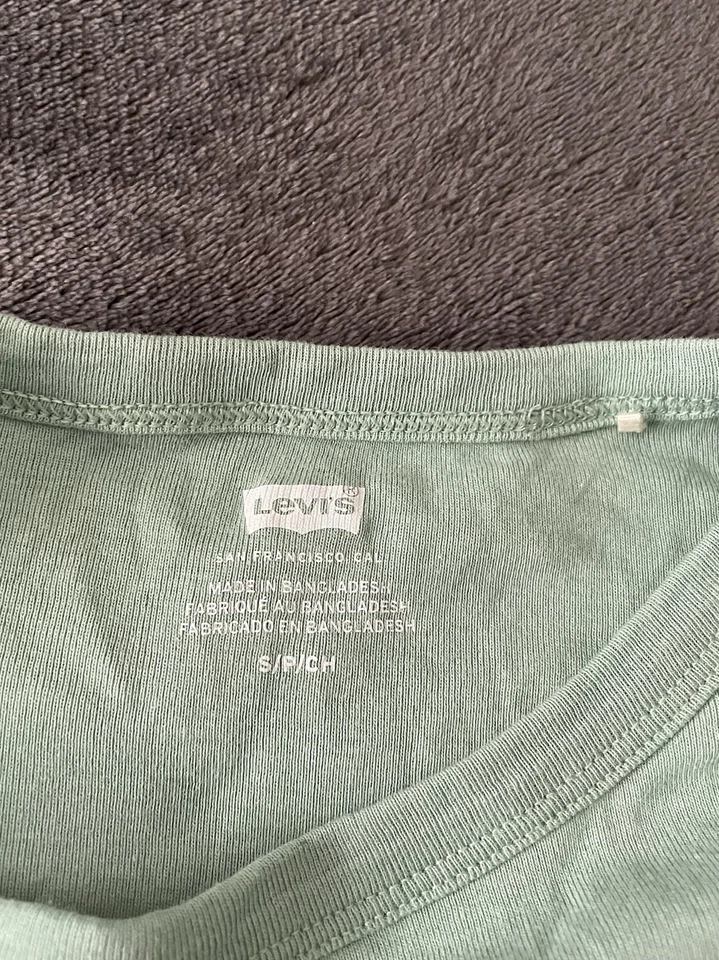 Levi's®
SAN FRANCISCO, CAL
MADE IN BANGLADESH
FABRIQUÉ AU BANGLADESH
FABRICADO EN BANGLADESH
S/P/CH